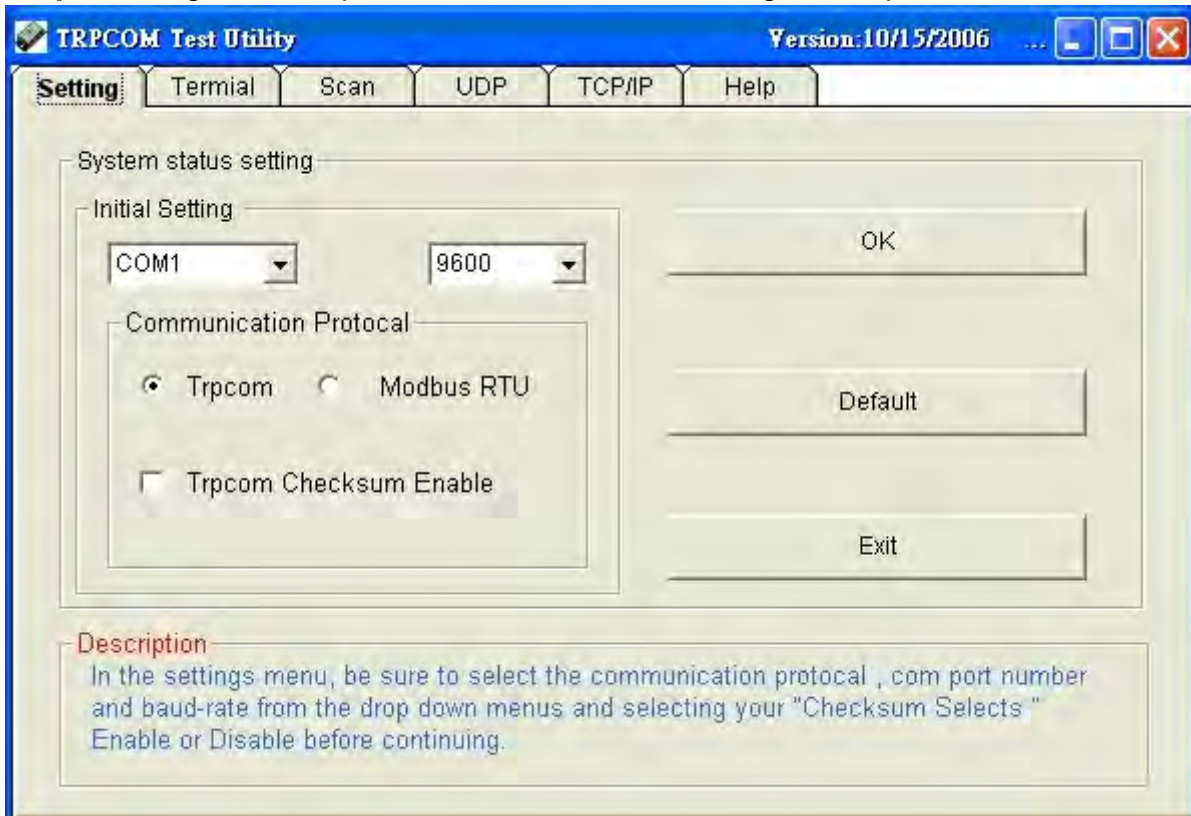 TRPCOM Test Utility Version:10/15/2006 ...
Setting Termial Scan UDP TCP/IP Help
System status setting
Initial Setting
COM1 9600
OK
Communication Protocal
Trpcom Modbus RTU
Default
Trpcom Checksum Enable
Exit
Description
In the settings menu, be sure to select the communication protocal , com port number
and baud-rate from the drop down menus and selecting your "Checksum Selects "
Enable or Disable before continuing.